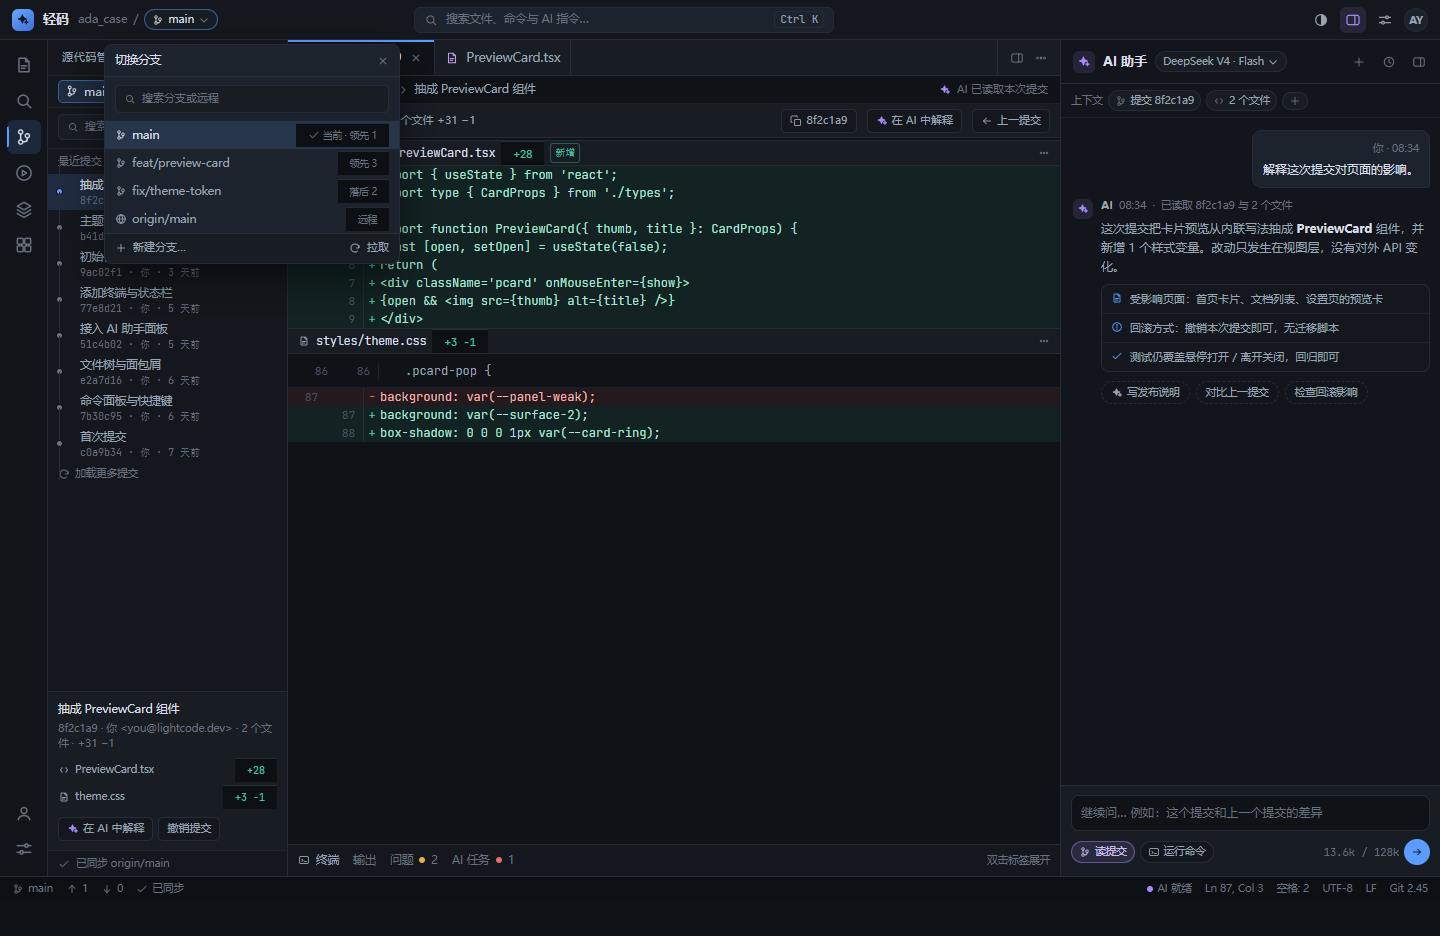 轻码 ada_case / main
搜索文件、命令与 AI 指令... Ctrl K
AY
源代码管
切换分支
搜索分支或远程
main 当前 · 领先 1
feat/preview-card 领先 3
fix/theme-token 落后 2
origin/main 远程
新建分支... 拉取
mai
搜索
最近提交
抽成
8f2c
主题
b41d
初始
9ac02f1 · 你 · 3 天前
添加终端与状态栏
77e8d21 · 你 · 5 天前
接入 AI 助手面板
51c4b02 · 你 · 5 天前
文件树与面包屑
e2a7d16 · 你 · 6 天前
命令面板与快捷键
7b30c95 · 你 · 6 天前
首次提交
c0a9b34 · 你 · 7 天前
加载更多提交
抽成 PreviewCard 组件
8f2c1a9 · 你 <you@lightcode.dev> · 2 个文
件 · +31 −1
PreviewCard.tsx +28
theme.css +3 -1
在 AI 中解释 撤销提交
已同步 origin/main
PreviewCard.tsx
抽成 PreviewCard 组件 AI 已读取本次提交
个文件 +31 −1 8f2c1a9 在 AI 中解释 上一提交
reviewCard.tsx +28 新增
port { useState } from 'react';
port type { CardProps } from './types';
port function PreviewCard({ thumb, title }: CardProps) {
nst [open, setOpen] = useState(false);
6 + return (
7 + <div className='pcard' onMouseEnter={show}>
8 + {open && <img src={thumb} alt={title} />}
9 + </div>
styles/theme.css +3 -1
86 86 .pcard-pop {
87 - background: var(--panel-weak);
87 + background: var(--surface-2);
88 + box-shadow: 0 0 0 1px var(--card-ring);
终端 输出 问题 2 AI 任务 1 双击标签展开
AI 助手 DeepSeek V4 · Flash
上下文 提交 8f2c1a9 2 个文件
你 · 08:34
解释这次提交对页面的影响。
AI 08:34 · 已读取 8f2c1a9 与 2 个文件
这次提交把卡片预览从内联写法抽成 PreviewCard 组件，并
新增 1 个样式变量。改动只发生在视图层，没有对外 API 变
化。
受影响页面：首页卡片、文档列表、设置页的预览卡
回滚方式：撤销本次提交即可，无迁移脚本
测试仍要盖悬停打开 / 离开关闭，回归即可
写发布说明 对比上一提交 检查回滚影响
继续问... 例如：这个提交和上一个提交的差异
读提交 运行命令 13.6k / 128k
main 1 0 已同步
AI 就绪 Ln 87, Col 3 空格: 2 UTF-8 LF Git 2.45